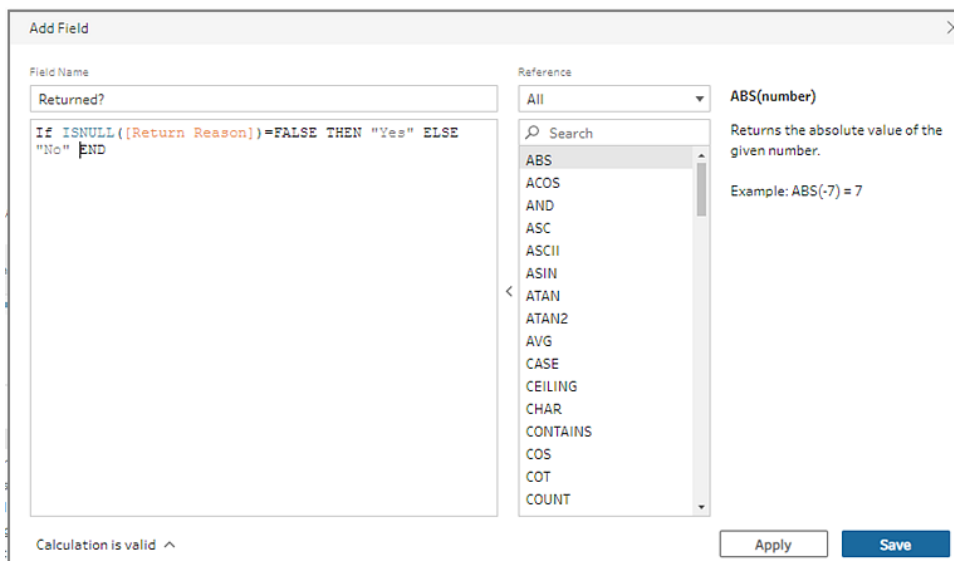 Add Field
Field Name
Returned?
If ISNULL([Return Reason])=FALSE THEN "Yes" ELSE
"No" END
Calculation is valid
Reference
All
Search
ABS
ACOS
AND
ASC
ASCII
ASIN
ATAN
ATAN2
AVG
CASE
CEILING
CHAR
CONTAINS
COS
COT
COUNT
ABS(number)
Returns the absolute value of the
given number.
Example: ABS(-7) = 7
Apply
Save